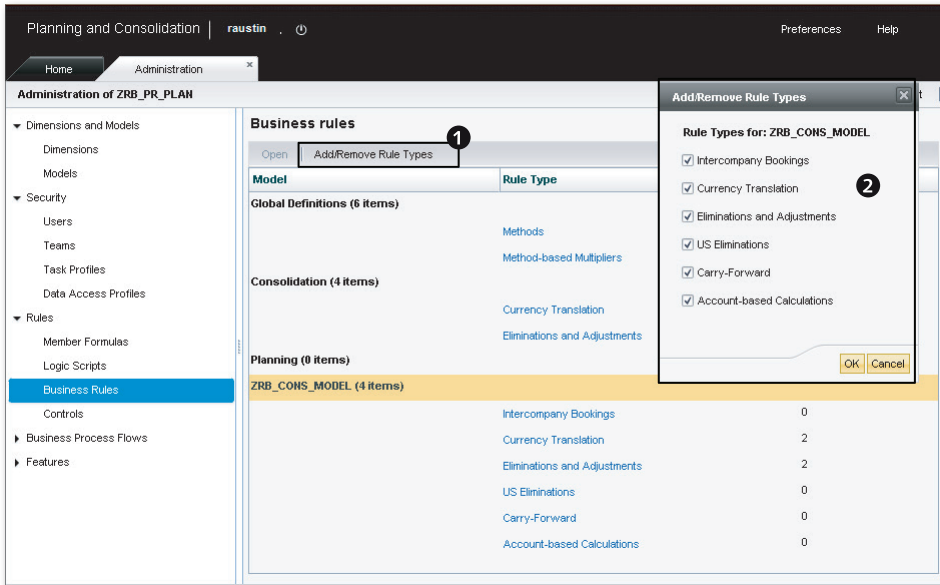 Planning and Consolidation | raustin .
Preferences Help
Home Administration ×
Administration of ZRB_PR_PLAN
Dimensions and Models
Dimensions
Models
Security
Users
Teams
Task Profiles
Data Access Profiles
Rules
Member Formulas
Logic Scripts
Business Rules
Controls
Business Process Flows
Features
Business rules
1
Open Add/Remove Rule Types
Model Rule Type
Global Definitions (6 items)
Methods
Method-based Multipliers
Consolidation (4 items)
Currency Translation
Eliminations and Adjustments
Planning (0 items)
ZRB_CONS_MODEL (4 items)
Intercompany Bookings 0
Currency Translation 2
Eliminations and Adjustments 2
US Eliminations 0
Carry-Forward 0
Account-based Calculations 0
t
Add/Remove Rule Types
Rule Types for: ZRB_CONS_MODEL
Intercompany Bookings
Currency Translation
2
Eliminations and Adjustments
US Eliminations
Carry-Forward
Account-based Calculations
OK Cancel